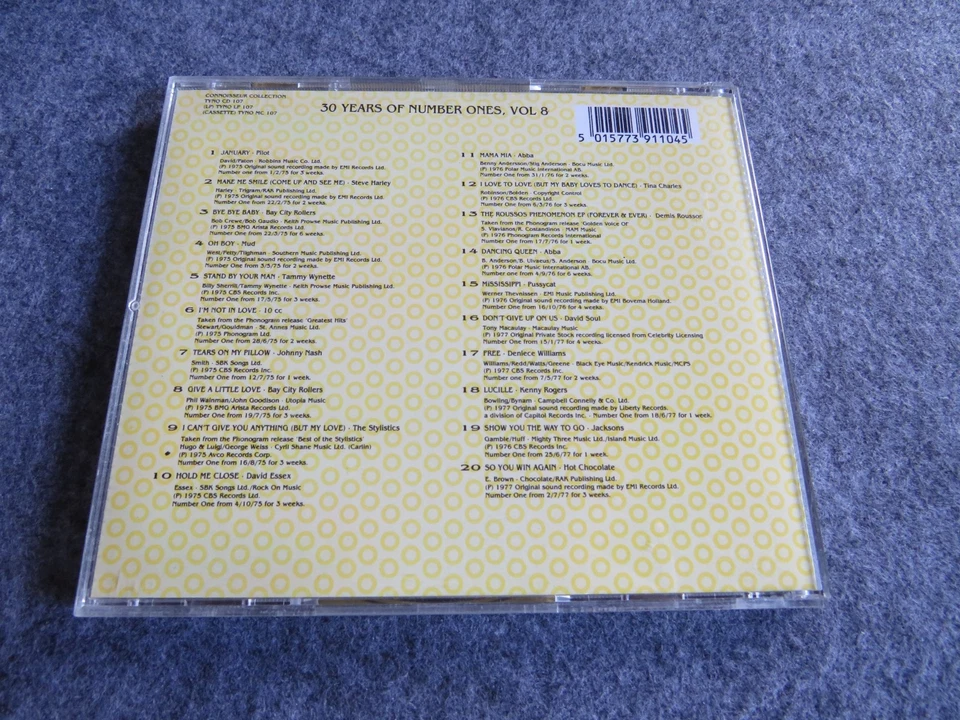 CONNOISSEUR COLLECTION
TYNO CD 107
(LP) TYNO LP 107
(CASSETTE) TYNO MC 107
30 YEARS OF NUMBER ONES, VOL 8
5 015773 911045
1 JANUARY · Pilot
David/Paton · Robbins Music Co. Ltd.
(P) 1975 Original sound recording made by EMI Records Ltd.
Number one from 1/2/75 for 3 weeks.
2 MAKE ME SMILE (COME UP AND SEE ME) · Steve Harley
Harley · Trigram/RAK Publishing Ltd.
(P) 1975 Original sound recording made by EMI Records Ltd.
Number One from 22/2/75 for 2 weeks.
3 BYE BYE BABY · Bay City Rollers
Bob Crewe/Bob Gaudio · Keith Prowse Music Publishing Ltd.
(P) 1975 BMG Arista Records Ltd.
Number One from 22/3/75 for 6 weeks.
4 OH BOY · Mud
West/Petty/Tilghman · Southern Music Publishing Ltd.
(P) 1975 Original sound recording made by EMI Records Ltd.
Number One from 3/5/75 for 2 weeks.
5 STAND BY YOUR MAN · Tammy Wynette
Billy Sherrill/Tammy Wynette · Keith Prowse Music Publishing Ltd.
(P) 1975 CBS Records Inc.
Number One from 17/5/75 for 3 weeks.
6 I'M NOT IN LOVE · 10 cc
Taken from the Phonogram release 'Greatest Hits'
Stewart/Gouldman · St. Annes Music Ltd.
(P) 1975 Phonogram Ltd.
Number One from 28/6/75 for 2 weeks.
7 TEARS ON MY PILLOW · Johnny Nash
Smith · SBK Songs Ltd.
(P) 1975 CBS Records Inc.
Number One from 12/7/75 for 1 week.
8 GIVE A LITTLE LOVE · Bay City Rollers
Phil Wainman/John Goodison · Utopia Music
(P) 1975 BMG Arista Records Ltd.
Number One from 19/7/75 for 3 weeks.
9 I CAN'T GIVE YOU ANYTHING (BUT MY LOVE) · The Stylistics
Taken from the Phonogram release 'Best of the Stylistics'
Hugo & Luigi/George Weiss · Cyril Shane Music Ltd. (Carlin)
(P) 1975 Avco Records Corp.
Number One from 16/8/75 for 3 weeks.
10 HOLD ME CLOSE · David Essex
Essex · SBK Songs Ltd./Rock On Music
(P) 1975 CBS Records Ltd.
Number One from 4/10/75 for 3 weeks.
11 MAMA MIA · Abba
Benny Andersson/Stig Anderson · Bocu Music Ltd.
(P) 1976 Polar Music International AB.
Number One from 31/1/76 for 2 weeks.
12 I LOVE TO LOVE (BUT MY BABY LOVES TO DANCE) · Tina Charles
Robinson/Bolden · Copyright Control
(P) 1976 CBS Records Ltd.
Number One from 6/3/76 for 3 weeks.
13 THE ROUSSOS PHENOMENON EP (FOREVER & EVER) · Demis Roussos
Taken from the Phonogram release 'Golden Voice Of'
S. Vlavianos/R. Costandinos · MAM Music
(P) 1976 Phonogram Records International
Number One from 17/7/76 for 1 week.
14 DANCING QUEEN · Abba
B. Anderson/B. Ulvaeus/S. Anderson · Bocu Music Ltd.
(P) 1976 Polar Music International AB.
Number one from 4/9/76 for 6 weeks.
15 MISSISSIPPI · Pussycat
Werner Thevnissen · EMI Music Publishing Ltd.
(P) 1976 Original sound recording made by EMI Bovema Holland.
Number One from 16/10/76 for 4 weeks.
16 DON'T GIVE UP ON US · David Soul
Tony Macaulay · Macaulay Music
(P) 1977 Original Private Stock recording licensed from Celebrity Licensing
Number One from 15/1/77 for 4 weeks.
17 FREE · Deniece Williams
Williams/Redd/Watts/Greene · Black Eye Music/Kendrick Music/MCPS
(P) 1977 CBS Records Inc.
Number One from 7/5/77 for 2 weeks.
18 LUCILLE · Kenny Rogers
Bowling/Bynam · Campbell Connelly & Co. Ltd.
(P) 1977 Original sound recording made by Liberty Records.
a division of Capitol Records Inc. · Number One from 18/6/77 for 1 week.
19 SHOW YOU THE WAY TO GO · Jacksons
Gamble/Huff · Mighty Three Music Ltd./Island Music Ltd.
(P) 1976 CBS Records Inc.
Number One from 25/6/77 for 1 week.
20 SO YOU WIN AGAIN · Hot Chocolate
E. Brown · Chocolate/RAK Publishing Ltd.
(P) 1977 Original sound recording made by EMI Records Ltd.
Number One from 2/7/77 for 3 weeks.